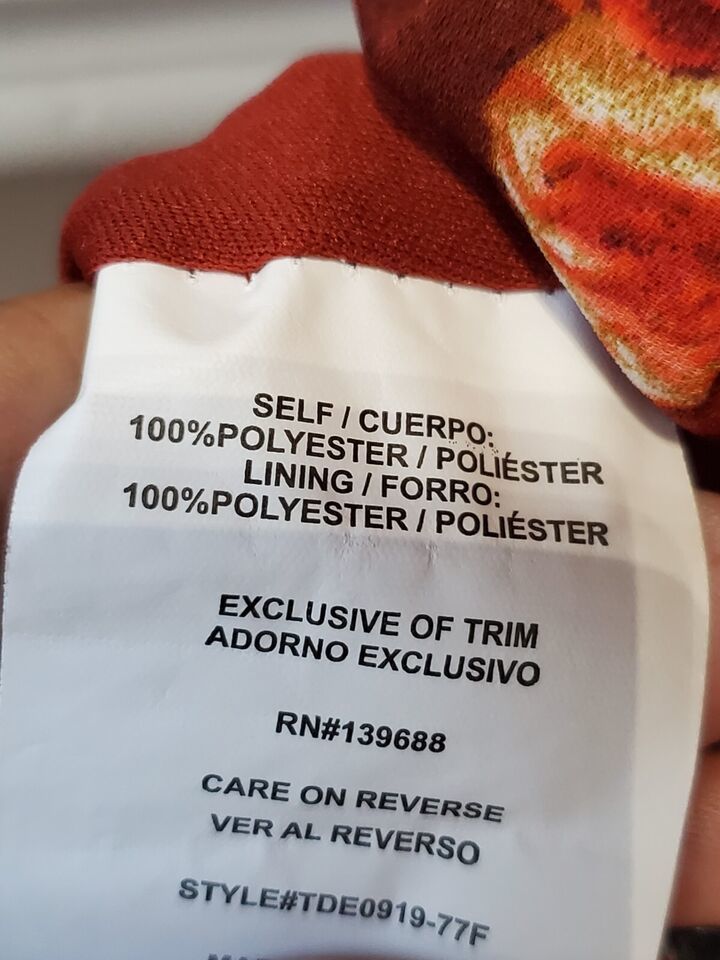 SELF / CUERPO:
100%POLYESTER / POLIÉSTER
LINING / FORRO:
100%POLYESTER / POLIÉSTER
EXCLUSIVE OF TRIM
ADORNO EXCLUSIVO
RN#139688
CARE ON REVERSE
VER AL REVERSO
STYLE#TDE0919-77F